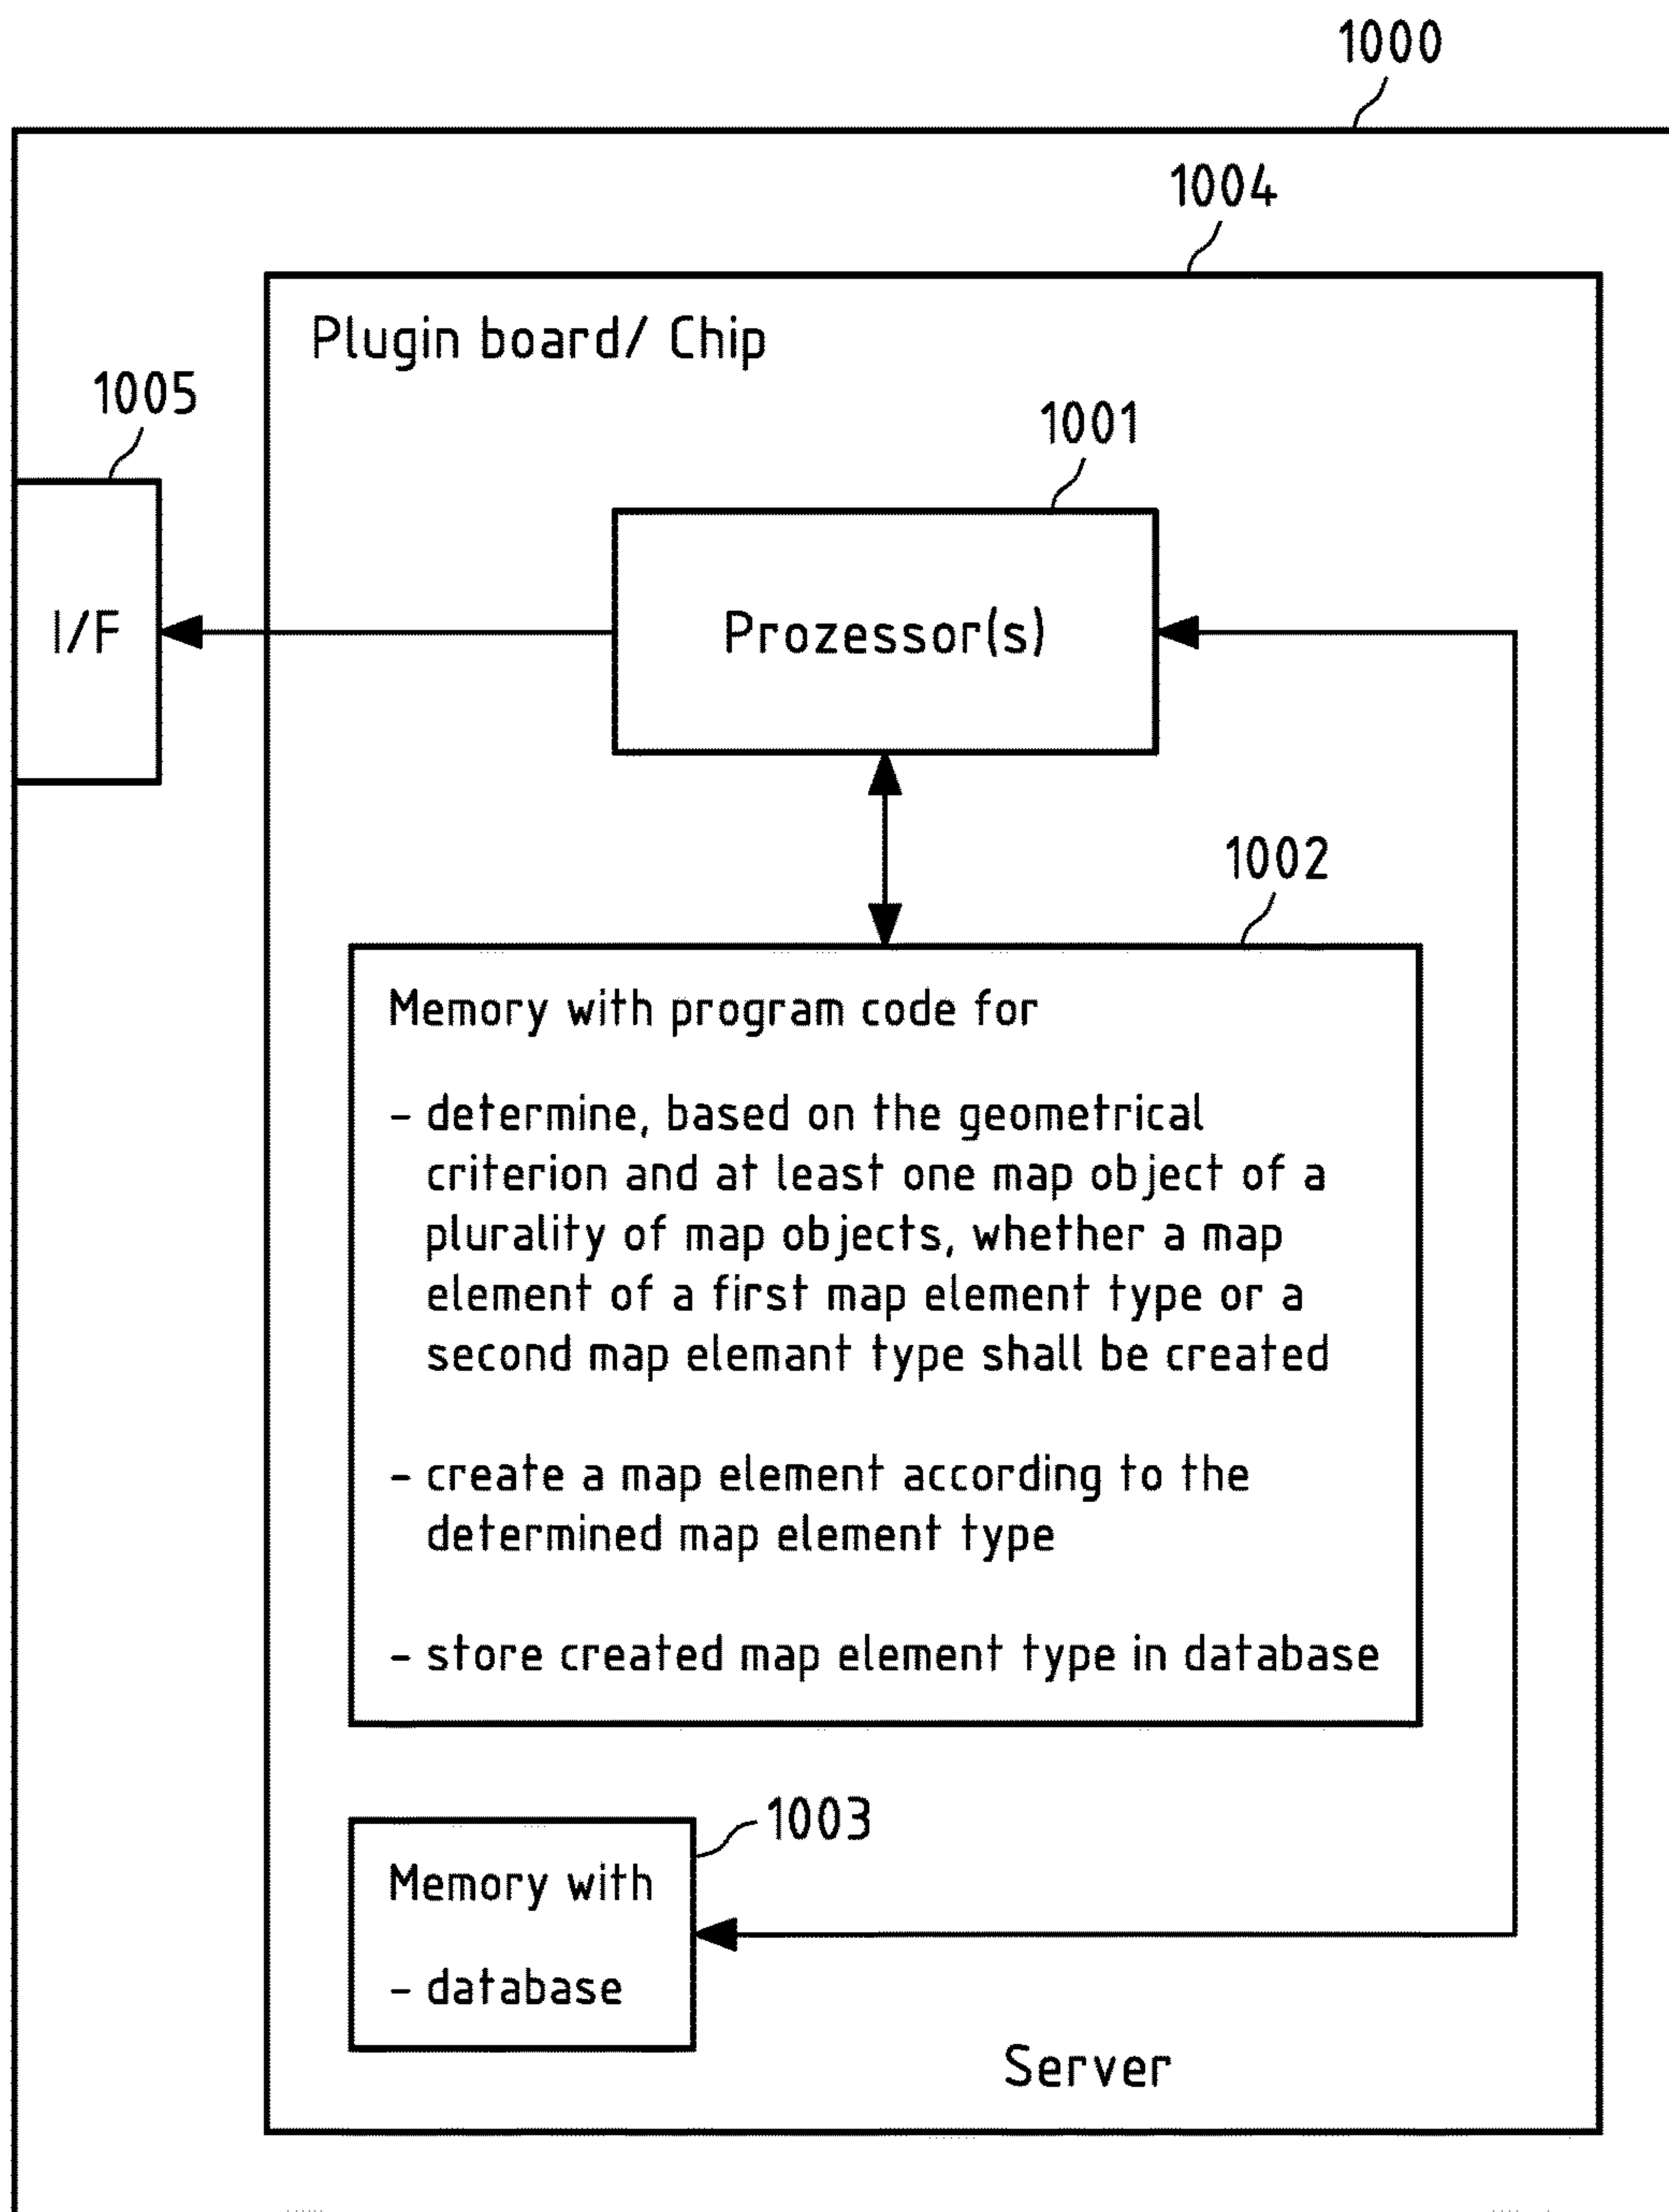 1000
1004
Plugin board/ Chip
1005
1001
I/F
Prozessor(s)
1002
Memory with program code for
- determine, based on the geometrical
criterion and at least one map object of a
plurality of map objects, whether a map
element of a first map element type or a
second map elemant type shall be created
- create a map element according to the
determined map element type
- store created map element type in database
1003
Memory with
- database
Server